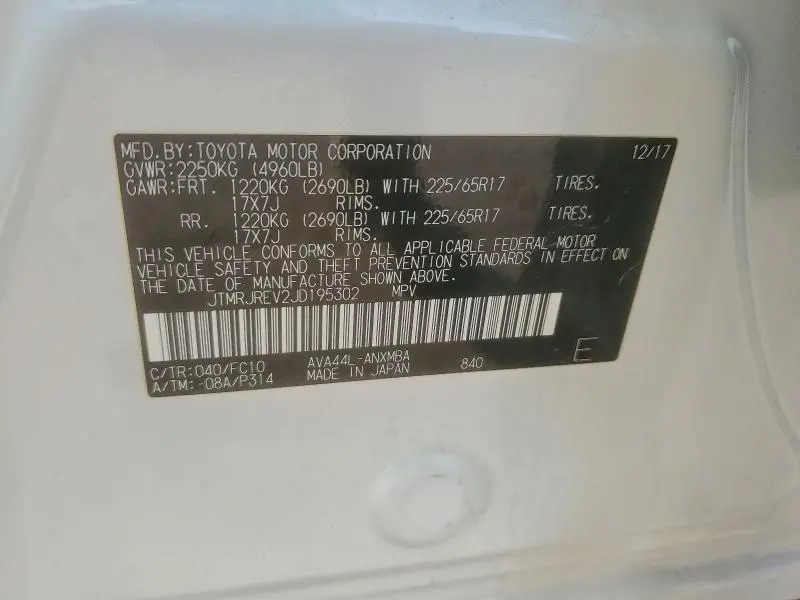 MFD.BY:TOYOTA MOTOR CORPORATION 12/17
GVWR:2250KG (4960LB)
GAWR:FRT. 1220KG (2690LB) WITH 225/65R17 TIRES.
17X7J RIMS.
RR. 1220KG (2690LB) WITH 225/65R17 TIRES.
17X7J RIMS.
THIS VEHICLE CONFORMS TO ALL APPLICABLE FEDERAL MOTOR
VEHICLE SAFETY AND THEFT PREVENTION STANDARDS IN EFFECT ON
THE DATE OF MANUFACTURE SHOWN ABOVE.
JTMRJREV2JD195302 MPV
C/TR:040/FC10 AVA44L-ANXMBA 840 E
A/TM:-08A/P314 MADE IN JAPAN